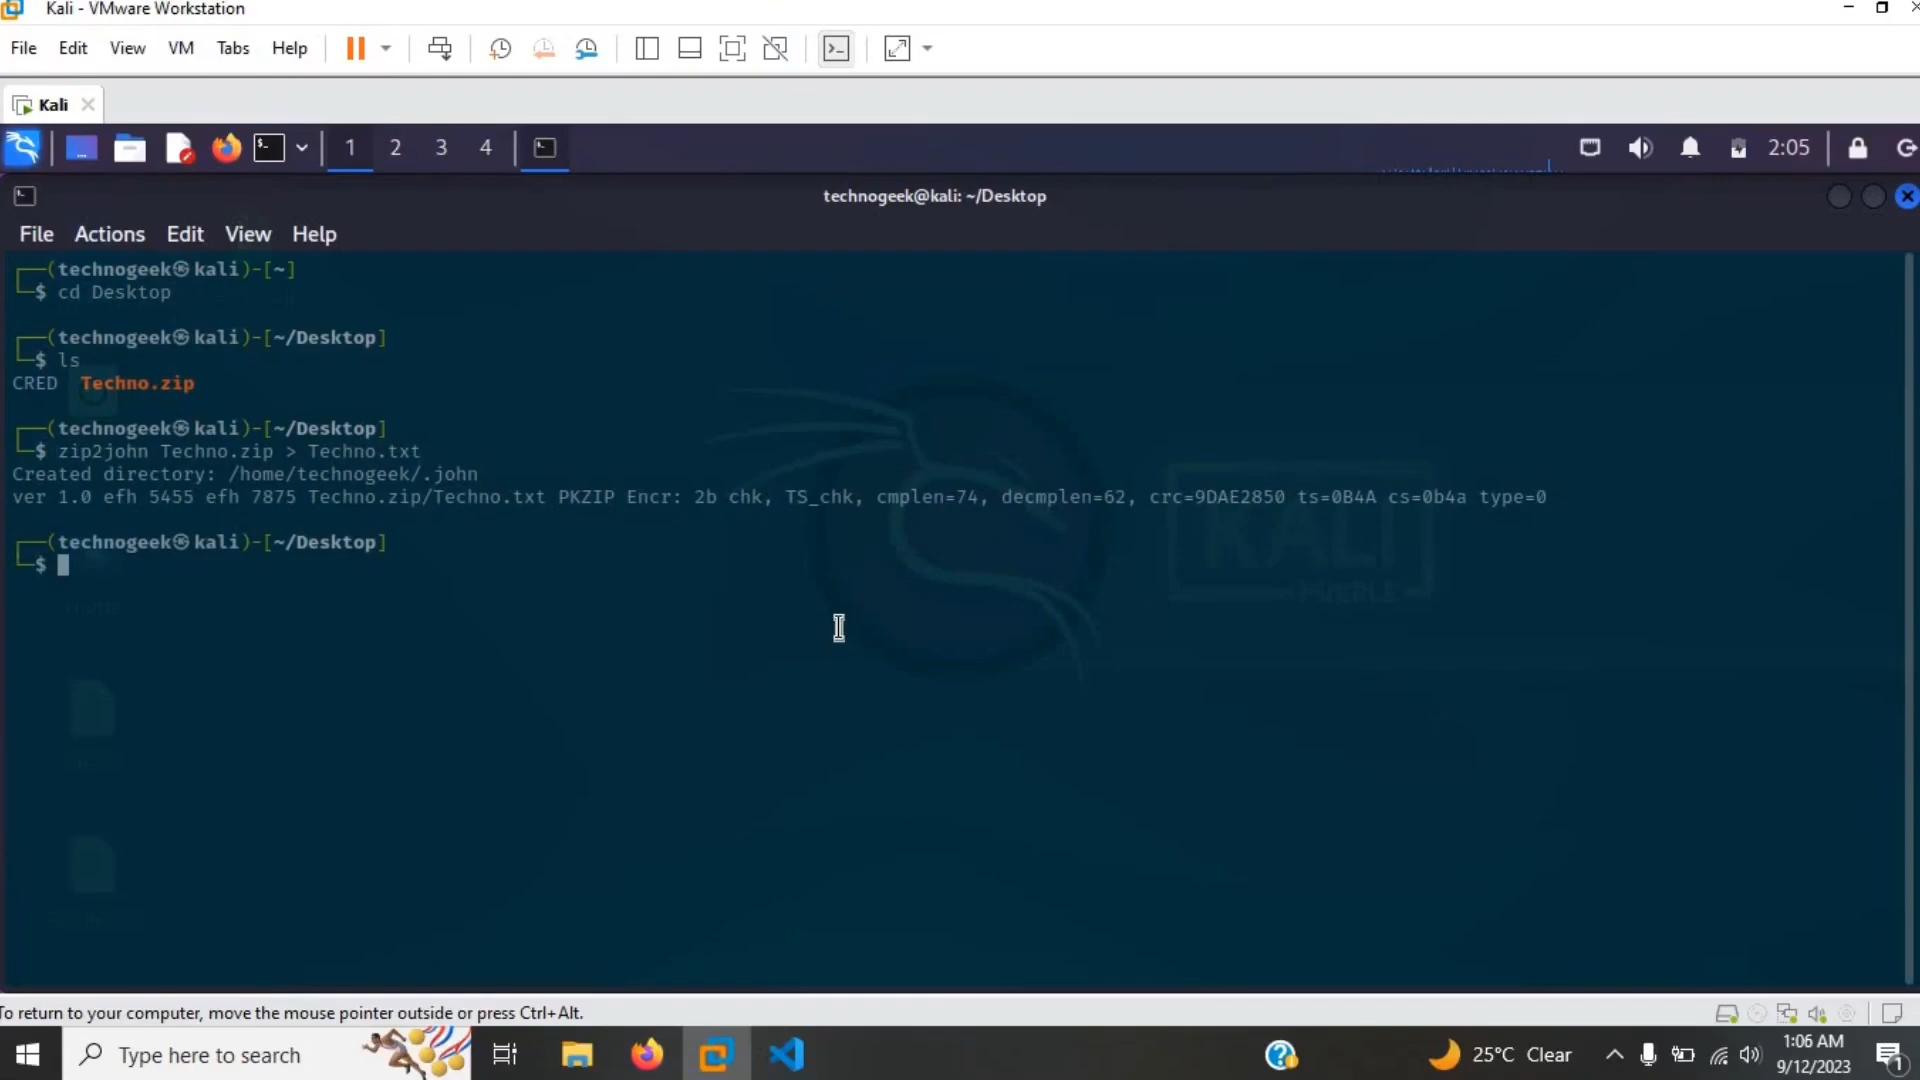 Kali - VMware Workstation
File Edit View VM Tabs Help
Kali
1 2 3 4 2:05
technogeek@kali: ~/Desktop
File Actions Edit View Help
┌──(technogeek㉿kali)-[~]
└─$ cd Desktop
┌──(technogeek㉿kali)-[~/Desktop]
└─$ ls
CRED Techno.zip
┌──(technogeek㉿kali)-[~/Desktop]
└─$ zip2john Techno.zip > Techno.txt
Created directory: /home/technogeek/.john
ver 1.0 efh 5455 efh 7875 Techno.zip/Techno.txt PKZIP Encr: 2b chk, TS_chk, cmplen=74, decmplen=62, crc=9DAE2850 ts=0B4A cs=0b4a type=0
┌──(technogeek㉿kali)-[~/Desktop]
└─$
KALI
To return to your computer, move the mouse pointer outside or press Ctrl+Alt.
Type here to search
25°C Clear
1:06 AM
9/12/2023
1